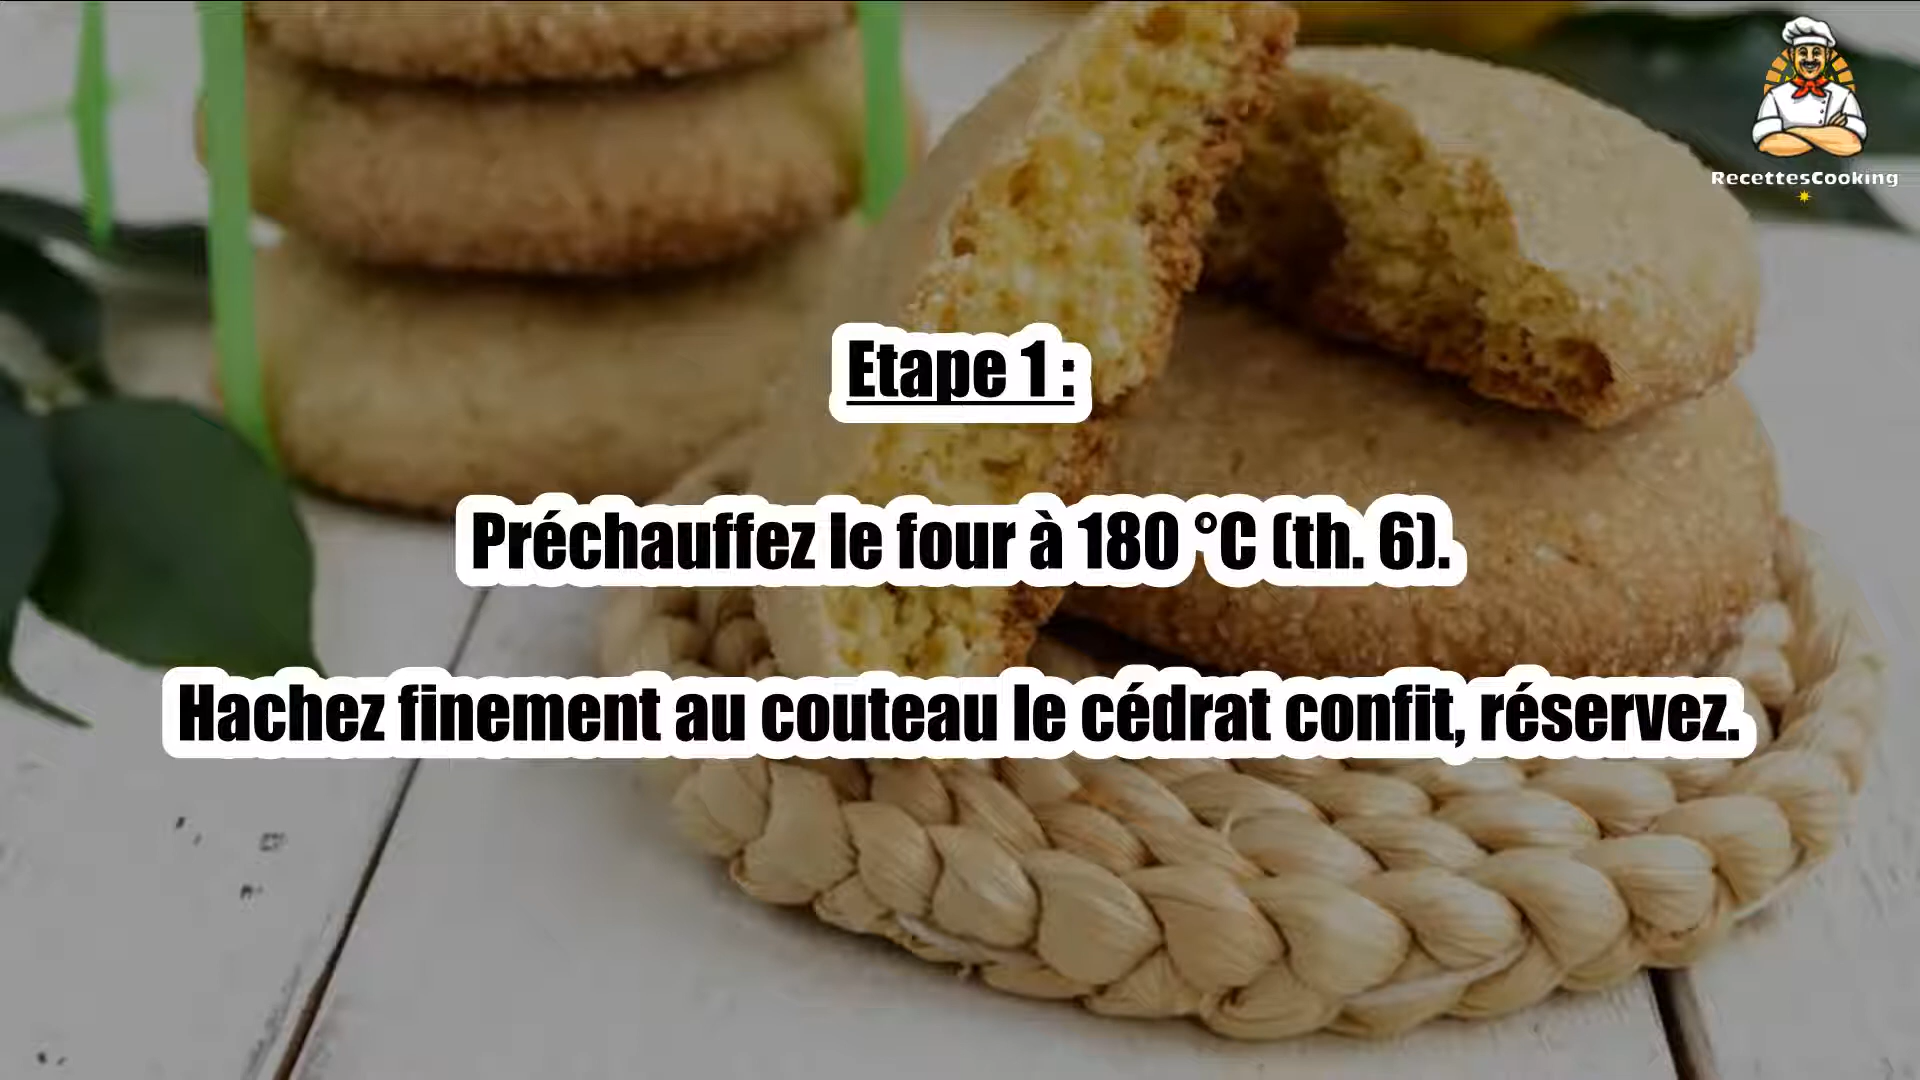 RecettesCooking
Etape 1 :
Préchauffez le four à 180 °C (th. 6).
Hachez finement au couteau le cédrat confit, réservez.